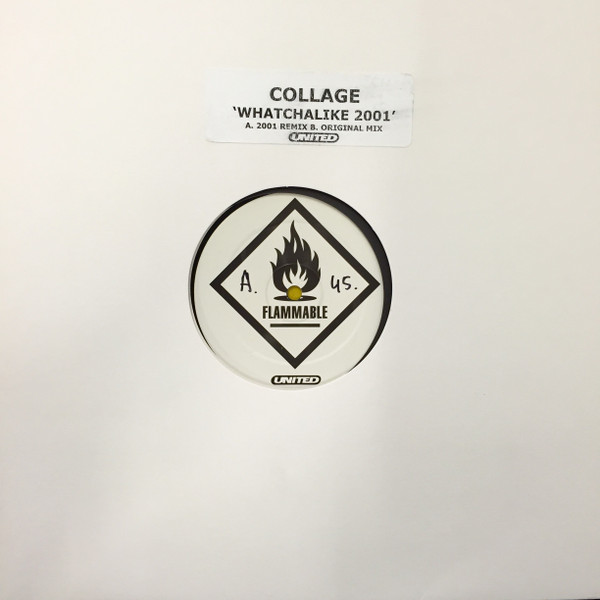 COLLAGE
'WHATCHALIKE 2001'
A. 2001 REMIX B. ORIGINAL MIX
UNITED
A. 45.
FLAMMABLE
UNITED